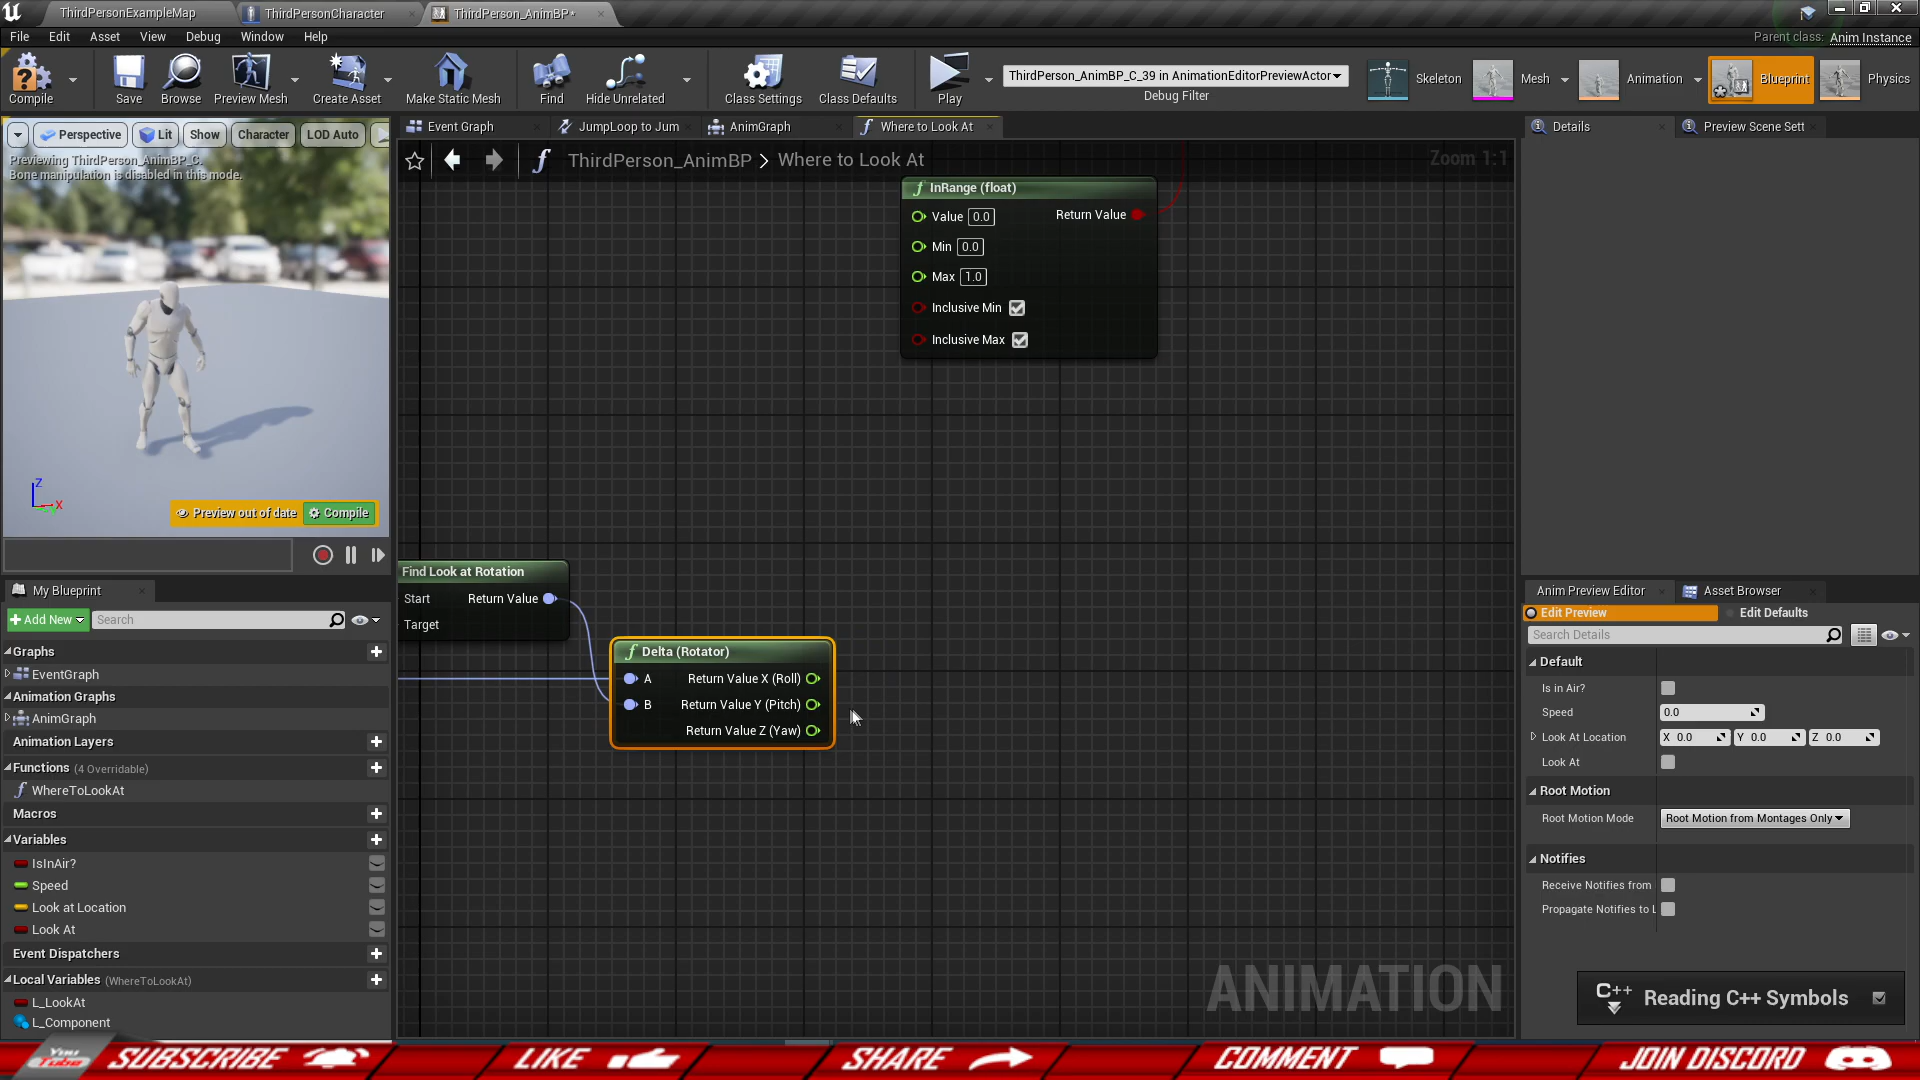 ThirdPersonExampleMap
ThirdPersonCharacter
ThirdPerson_AnimBP*
File Edit Asset View Debug Window Help
Parent class: Anim Instance
Compile
Save
Browse
Preview Mesh
Create Asset
Make Static Mesh
Find
Hide Unrelated
Class Settings
Class Defaults
Play
ThirdPerson_AnimBP_C_39 in AnimationEditorPreviewActor
Debug Filter
Skeleton
Mesh
Animation
Blueprint
Physics
Perspective
Lit
Show
Character
LOD Auto
Previewing ThirdPerson_AnimBP_C.
Bone manipulation is disabled in this mode.
Z
X
Preview out of date
Compile
Event Graph
JumpLoop to Jum
AnimGraph
Where to Look At
ThirdPerson_AnimBP > Where to Look At
Zoom 1:1
InRange (float)
Value 0.0
Return Value
Min 0.0
Max 1.0
Inclusive Min
Inclusive Max
Find Look at Rotation
Start
Return Value
Target
Delta (Rotator)
A
Return Value X (Roll)
B
Return Value Y (Pitch)
Return Value Z (Yaw)
ANIMATION
My Blueprint
Add New
Search
Graphs
EventGraph
Animation Graphs
AnimGraph
Animation Layers
Functions (4 Overridable)
WhereToLookAt
Macros
Variables
IsInAir?
Speed
Look at Location
Look At
Event Dispatchers
Local Variables (WhereToLookAt)
L_LookAt
L_Component
Details
Preview Scene Sett
Anim Preview Editor
Asset Browser
Edit Preview
Edit Defaults
Search Details
Default
Is in Air?
Speed 0.0
Look At Location X 0.0 Y 0.0 Z 0.0
Look At
Root Motion
Root Motion Mode Root Motion from Montages Only
Notifies
Receive Notifies from
Propagate Notifies to L
C++
Reading C++ Symbols
You Tube
SUBSCRIBE
LIKE
SHARE
COMMENT
JOIN DISCORD